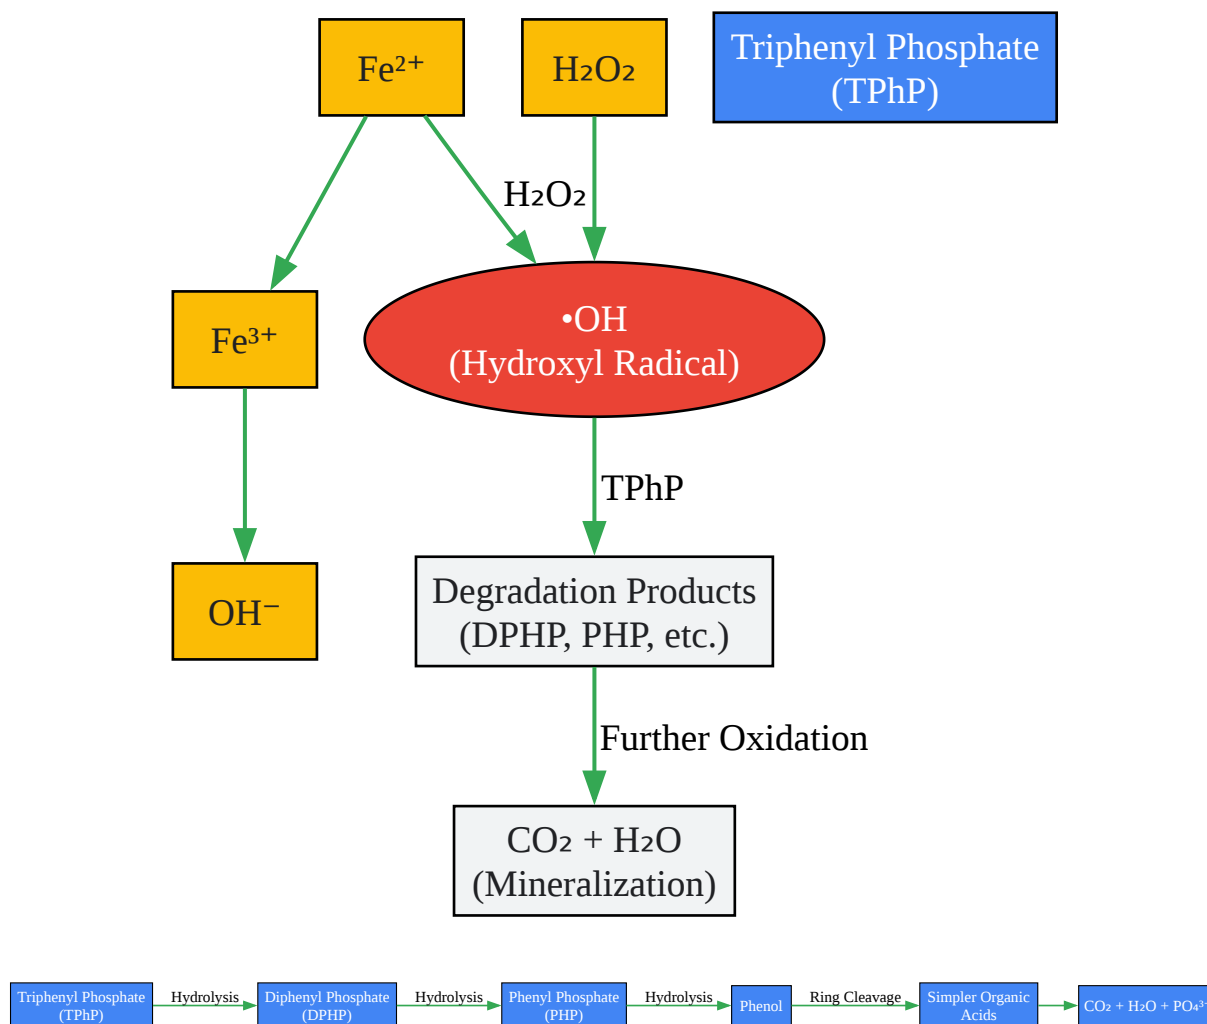 Fe²⁺
H₂O₂
Triphenyl Phosphate
(TPhP)
H₂O₂
Fe³⁺
•OH
(Hydroxyl Radical)
TPhP
OH⁻
Degradation Products
(DPHP, PHP, etc.)
Further Oxidation
CO₂ + H₂O
(Mineralization)
Triphenyl Phosphate
(TPhP)
Hydrolysis
Diphenyl Phosphate
(DPHP)
Hydrolysis
Phenyl Phosphate
(PHP)
Hydrolysis
Phenol
Ring Cleavage
Simpler Organic
Acids
CO₂ + H₂O + PO₄³⁻